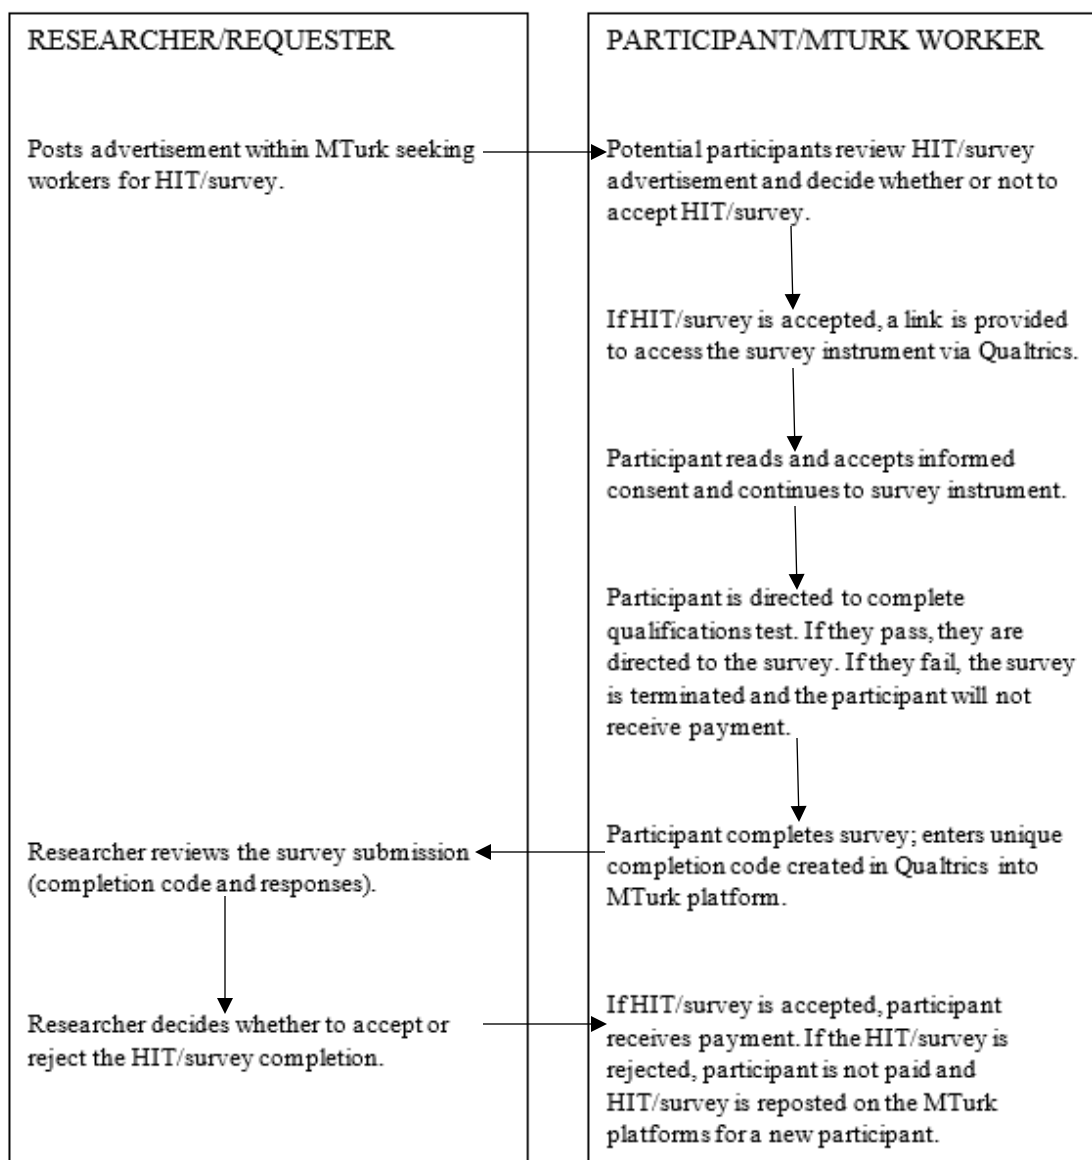 RESEARCHER/REQUESTER
Posts advertisement within MTurk seeking
workers for HIT/survey.
Researcher reviews the survey submission
(completion code and responses).
Researcher decides whether to accept or
reject the HIT/survey completion.
PARTICIPANT/MTURK WORKER
Potential participants review HIT/survey
advertisement and decide whether or not to
accept HIT/survey.
If HIT/survey is accepted, a link is provided
to access the survey instrument via Qualtrics.
Participant reads and accepts informed
consent and continues to survey instrument.
Participant is directed to complete
qualifications test. If they pass, they are
directed to the survey. If they fail, the survey
is terminated and the participant will not
receive payment.
Participant completes survey; enters unique
completion code created in Qualtrics into
MTurk platform.
If HIT/survey is accepted, participant
receives payment. If the HIT/survey is
rejected, participant is not paid and
HIT/survey is reposted on the MTurk
platforms for a new participant.